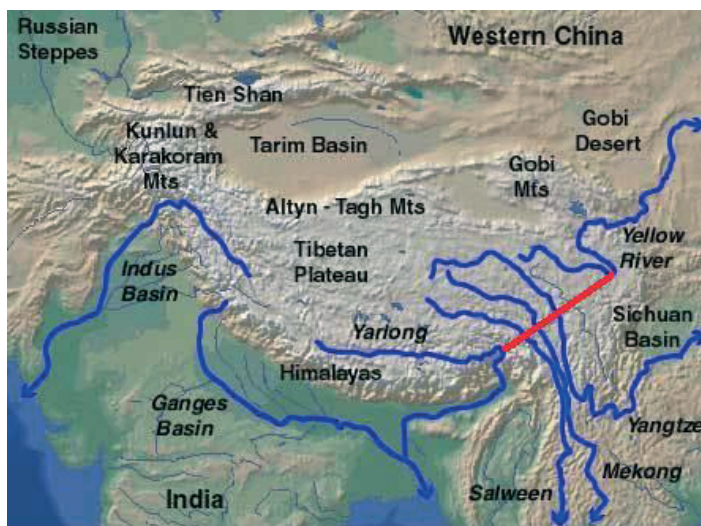 Russian
Steppes
Western China
Tien Shan
Kunlun &
Karakoram
Mts
Tarim Basin
Gobi
Desert
Gobi
Mts
Altyn - Tagh Mts
Tibetan
Plateau
Yellow
River
Indus
Basin
Sichuan
Basin
Yarlong
Himalayas
Ganges
Basin
Yangtze
Mekong
Salween
India